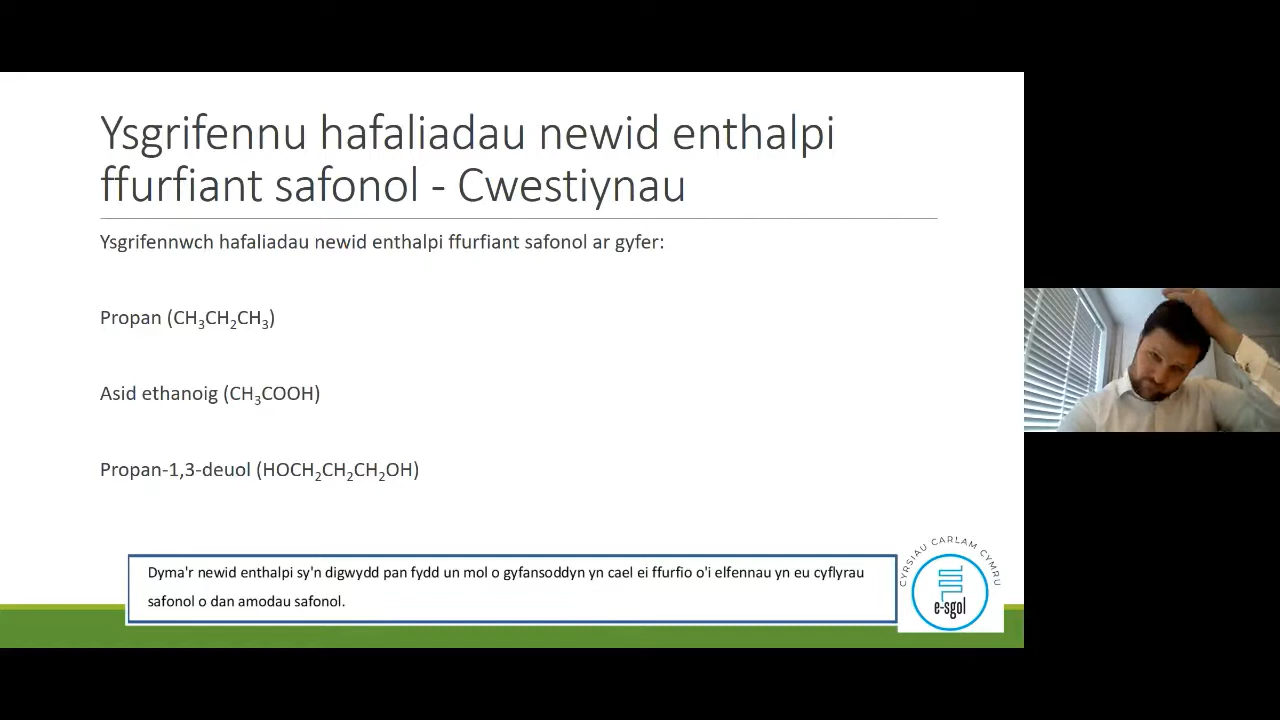 Ysgrifennu hafaliadau newid enthalpi
ffurfiant safonol - Cwestiynau
Ysgrifennwch hafaliadau newid enthalpi ffurfiant safonol ar gyfer:
Propan (CH₃CH₂CH₃)
Asid ethanoig (CH₃COOH)
Propan-1,3-deuol (HOCH₂CH₂CH₂OH)
Dyma'r newid enthalpi sy'n digwydd pan fydd un mol o gyfansoddyn yn cael ei ffurfio o'i elfennau yn eu cyflyrau
safonol o dan amodau safonol.
CYRSIAU CARLAM CYMRU
e-sgol